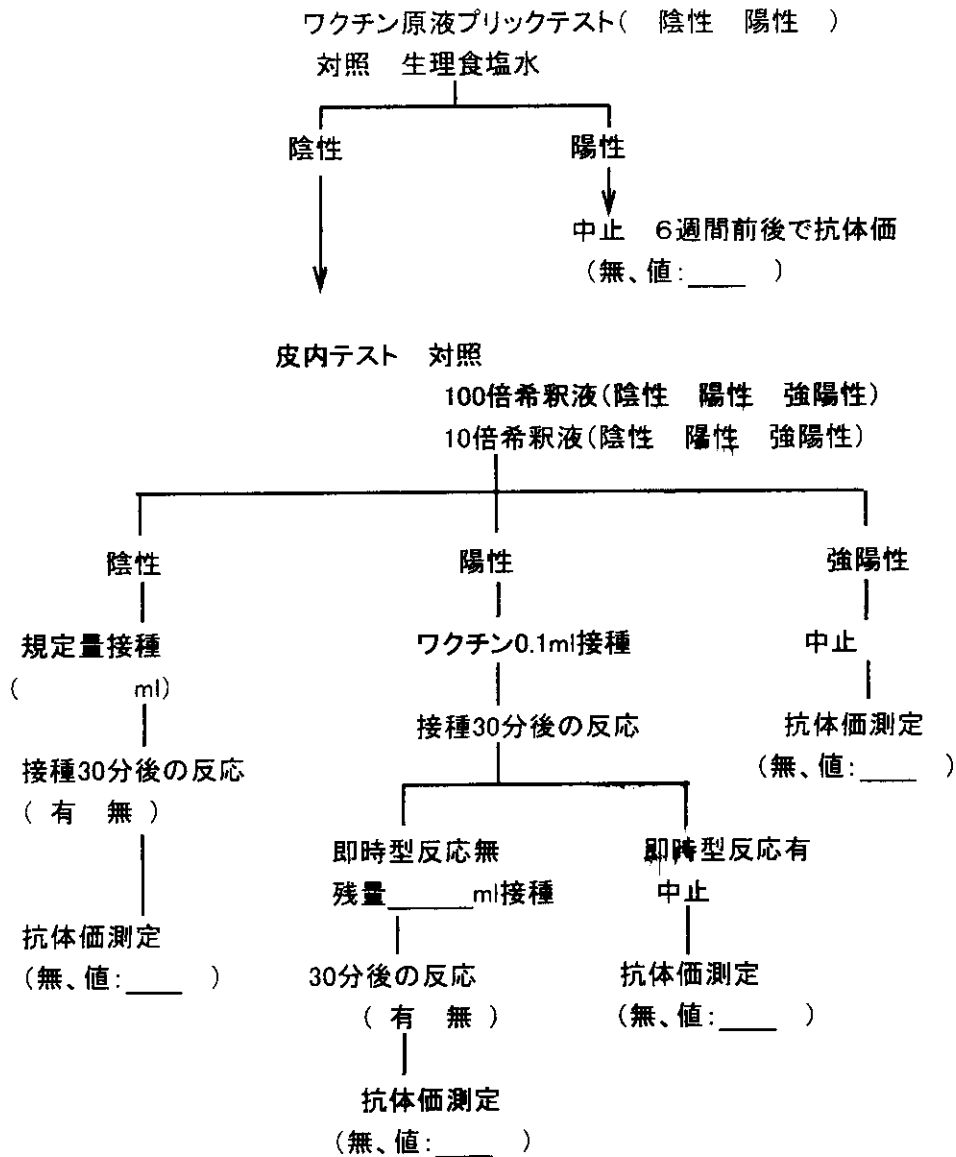 ワクチン原液プリックテスト(　陰性　陽性　)
対照　生理食塩水
陰性　陽性
中止　６週間前後で抗体価
(無、値:____　)
皮内テスト　対照
100倍希釈液(陰性　陽性　強陽性)
10倍希釈液(陰性　陽性　強陽性)
陰性　陽性　強陽性
規定量接種　ワクチン0.1ml接種　中止
(　　　　ml)
接種30分後の反応　抗体価測定
接種30分後の反応　(無、値:____　)
(　有　無　)
即時型反応無　即時型反応有
残量______ml接種　中止
抗体価測定
(無、値:____　)　30分後の反応　抗体価測定
(　有　無　)　(無、値:____　)
抗体価測定
(無、値:____　)